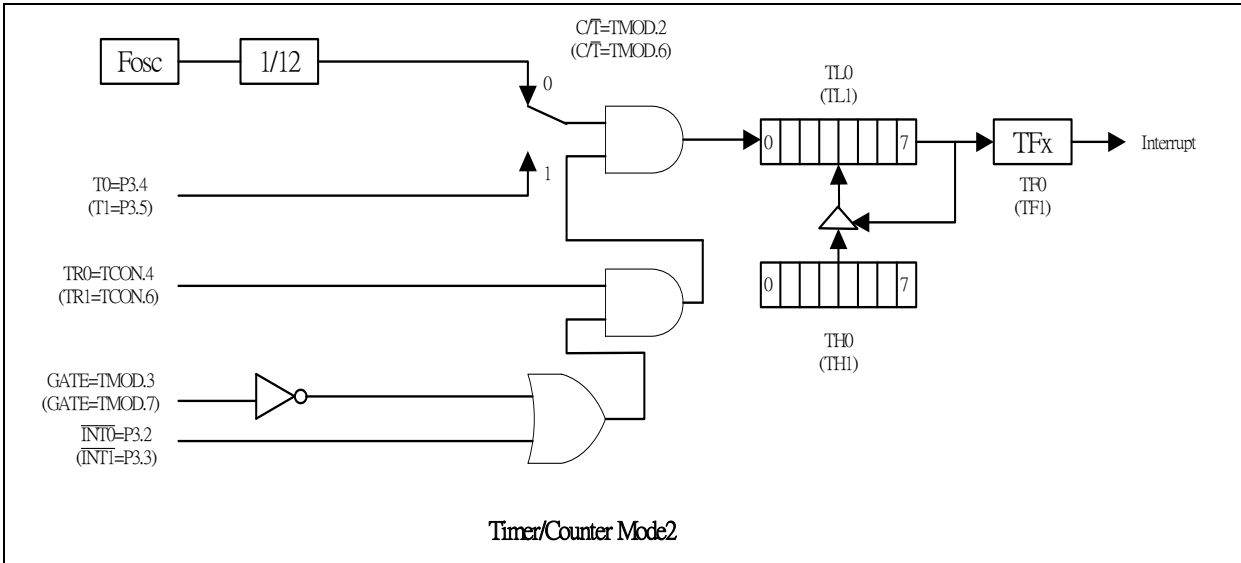 C/T̅=TMOD.2
(C/T̅=TMOD.6)
Fosc
1/12
0
TL0
(TL1)
0 7
TFx
Interrupt
TF0
(TF1)
1
T0=P3.4
(T1=P3.5)
TR0=TCON.4
(TR1=TCON.6)
0 7
TH0
(TH1)
GATE=TMOD.3
(GATE=TMOD.7)
I̅N̅T̅0̅=P3.2
(I̅N̅T̅1̅=P3.3)
Timer/Counter Mode2